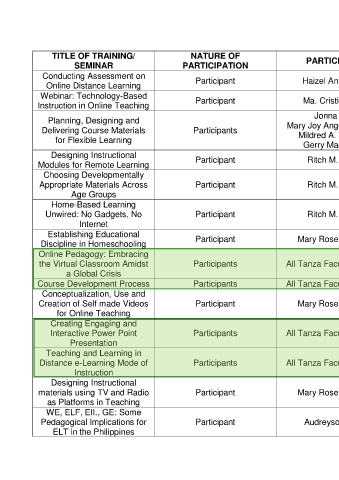 TITLE OF TRAINING/
SEMINAR
NATURE OF
PARTICIPATION
Conducting Assessment on
Online Distance Learning
Participant
Haizel An
Webinar: Technology-Based
Instruction in Online Teaching
Participant
Ma. Cristi
Planning, Designing and
Delivering Course Materials
for Flexible Learning
Participants
Jonna
Mary Joy Ang
Mildred A.
Gerry Ma
Designing Instructional
Modules for Remote Learning
Participant
Ritch M.
Choosing Developmentally
Appropriate Materials Across
Age Groups
Participant
Ritch M.
Home-Based Learning
Unwired: No Gadgets, No
Internet
Participant
Ritch M.
Establishing Educational
Discipline in Homeschooling
Participant
Mary Rose
Online Pedagogy: Embracing
the Virtual Classroom Amidst
a Global Crisis
Participants
All Tanza Facu
Course Development Process
Participants
All Tanza Facu
Conceptualization, Use and
Creation of Self made Videos
for Online Teaching
Participant
Mary Rose
Creating Engaging and
Interactive Power Point
Presentation
Participants
All Tanza Facu
Teaching and Learning in
Distance e-Learning Mode of
Instruction
Participants
All Tanza Facu
Designing Instructional
materials using TV and Radio
as Platforms in Teaching
Participant
Mary Rose
WE, ELF, EIl., GE: Some
Pedagogical Implications for
ELT in the Philippines
Participant
Audreyso